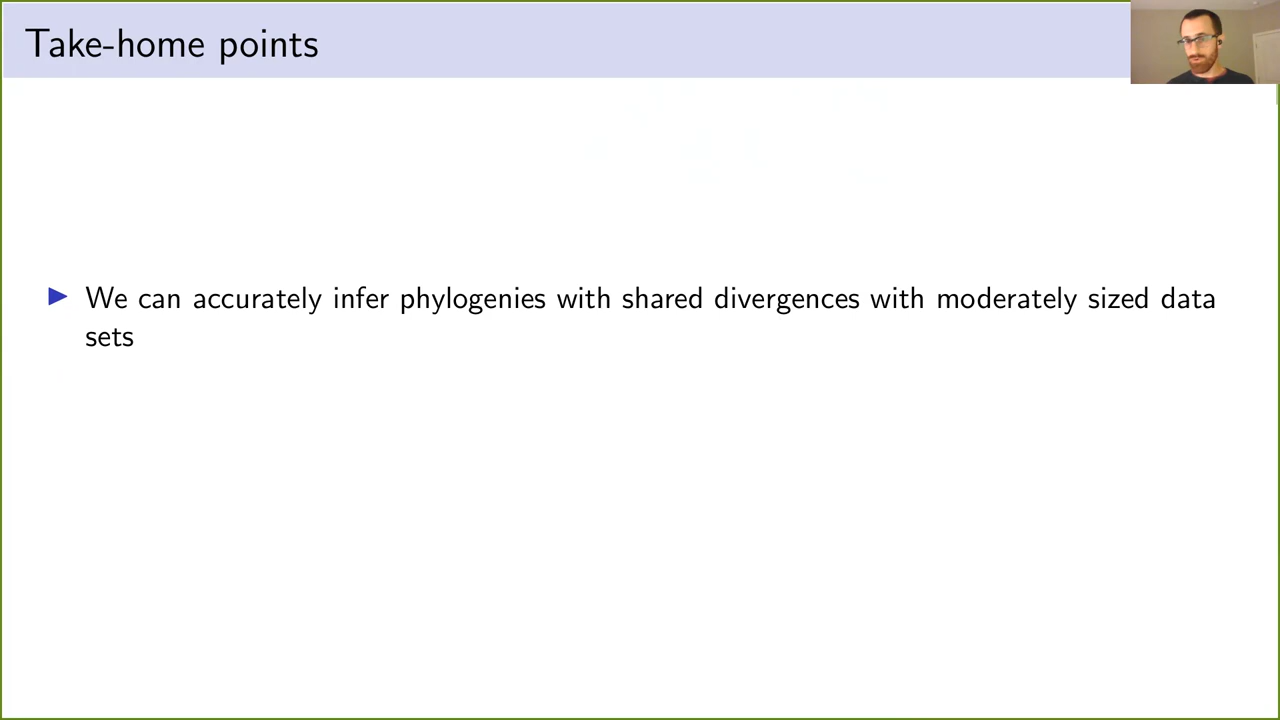 Take-home points
We can accurately infer phylogenies with shared divergences with moderately sized data
sets